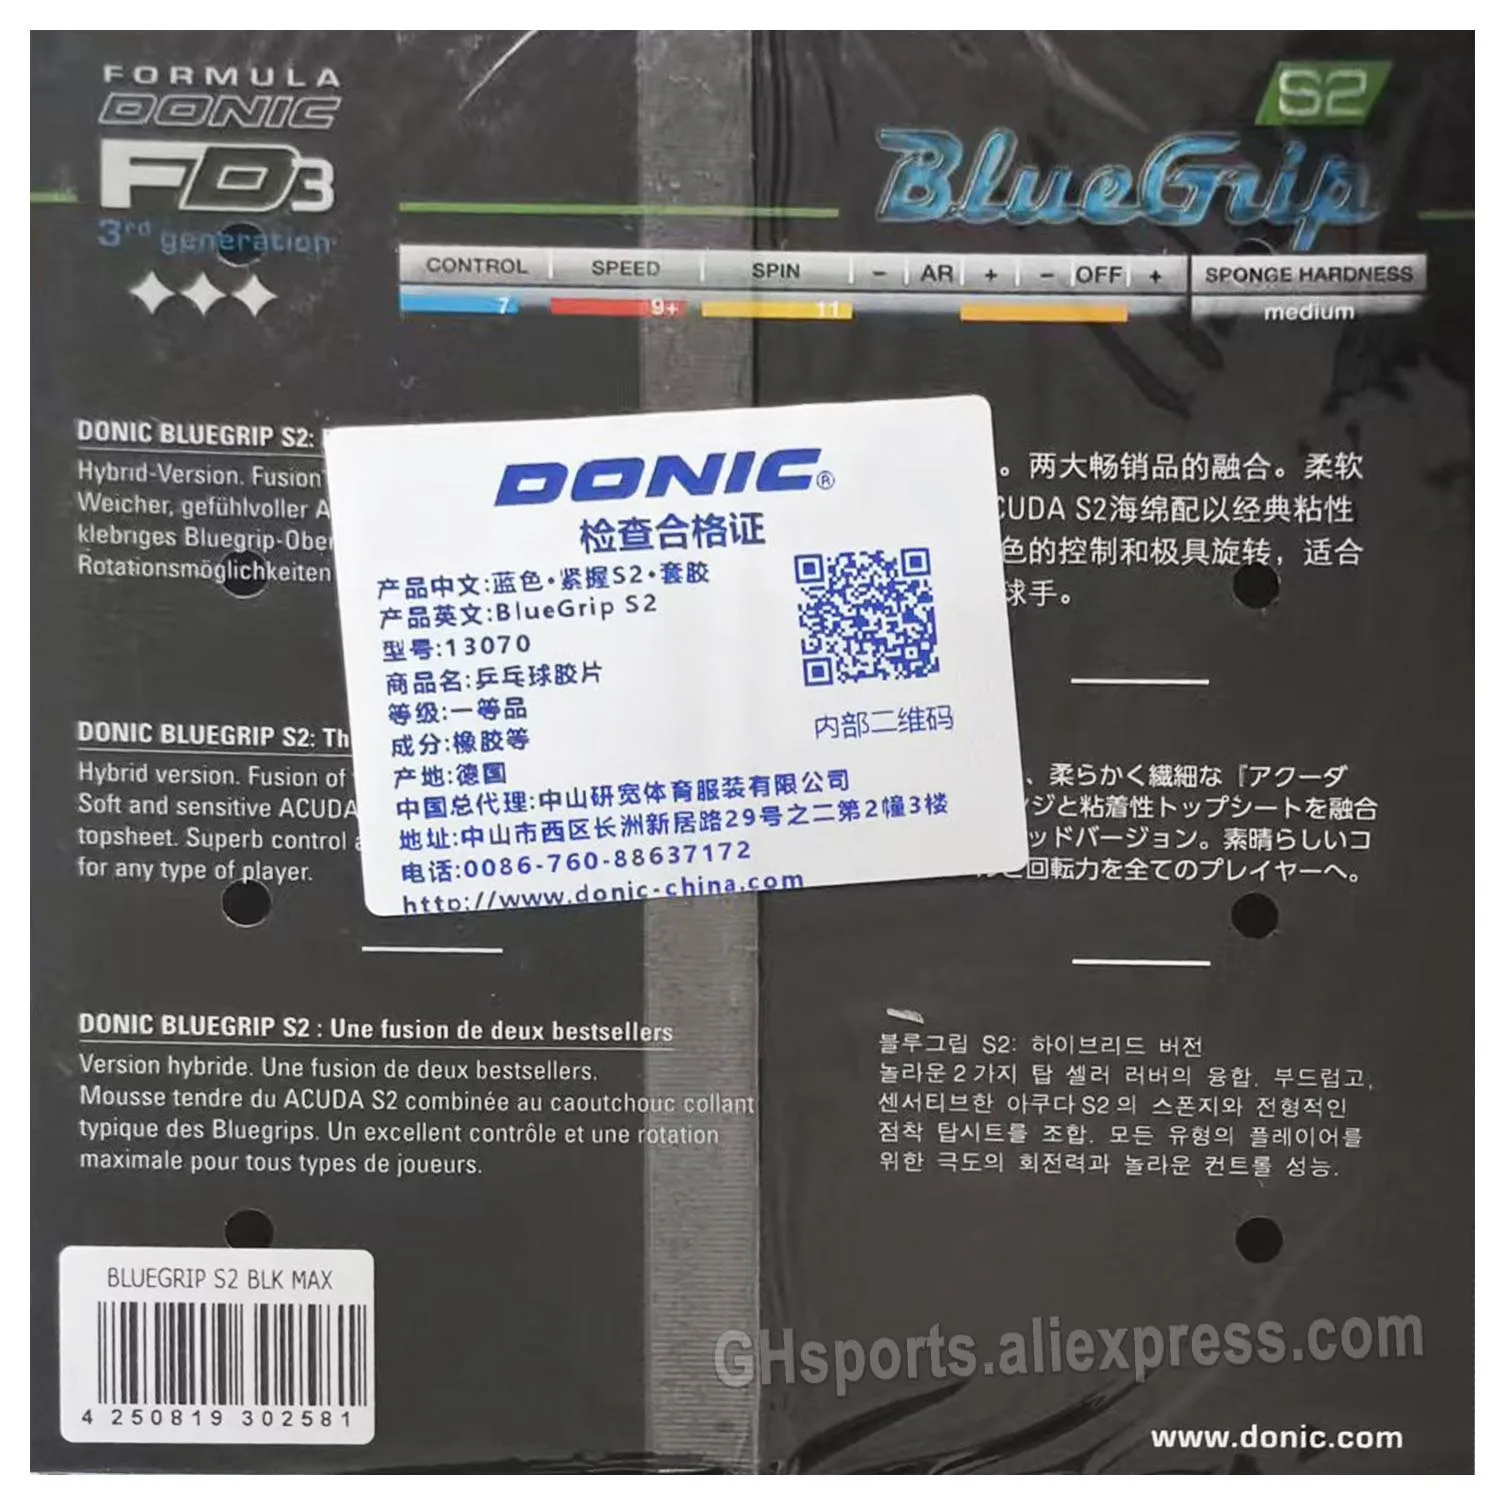 FORMULA
DONIC
FD3
3rd generation
S2
BlueGrip
CONTROL SPEED SPIN - AR + - OFF + SPONGE HARDNESS
7 9+ 11 medium
DONIC BLUEGRIP S2:
Hybrid-Version. Fusion
Weicher, gefühlvoller A
klebriges Bluegrip-Ober
Rotationsmöglichkeiten
DONIC BLUEGRIP S2: Th
Hybrid version. Fusion of
Soft and sensitive ACUDA
topsheet. Superb control
for any type of player.
DONIC BLUEGRIP S2 : Une fusion de deux bestsellers
Version hybride. Une fusion de deux bestsellers.
Mousse tendre du ACUDA S2 combinée au caoutchouc collant
typique des Bluegrips. Un excellent contrôle et une rotation
maximale pour tous types de joueurs.
DONIC®
检查合格证
产品中文:蓝色·紧握S2·套胶
产品英文:BlueGrip S2
型号:13070
商品名:乒乓球胶片
等级:一等品
成分:橡胶等
产地:德国
中国总代理:中山研宽体育服装有限公司
地址:中山市西区长洲新居路29号之二第2幢3楼
电话:0086-760-88637172
http://www.donic-china.com
内部二维码
。两大畅销品的融合。柔软
CUDA S2海绵配以经典粘性
色的控制和极具旋转，适合
球手。
、柔らかく繊細な『アクーダ
ンジと粘着性トップシートを融合
ッドバージョン。素晴らしいコ
回転力を全てのプレイヤーへ。
블루그립 S2: 하이브리드 버전
놀라운 2 가지 탑 셀러 러버의 융합. 부드럽고,
센서티브한 아쿠다 S2 의 스폰지와 전형적인
점착 탑시트를 조합. 모든 유형의 플레이어를
위한 극도의 회전력과 놀라운 컨트롤 성능.
BLUEGRIP S2 BLK MAX
4 250819 302581
GHsports.aliexpress.com
www.donic.com